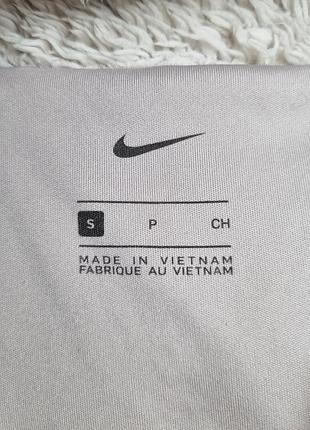 S P CH
MADE IN VIETNAM
FABRIQUE AU VIETNAM